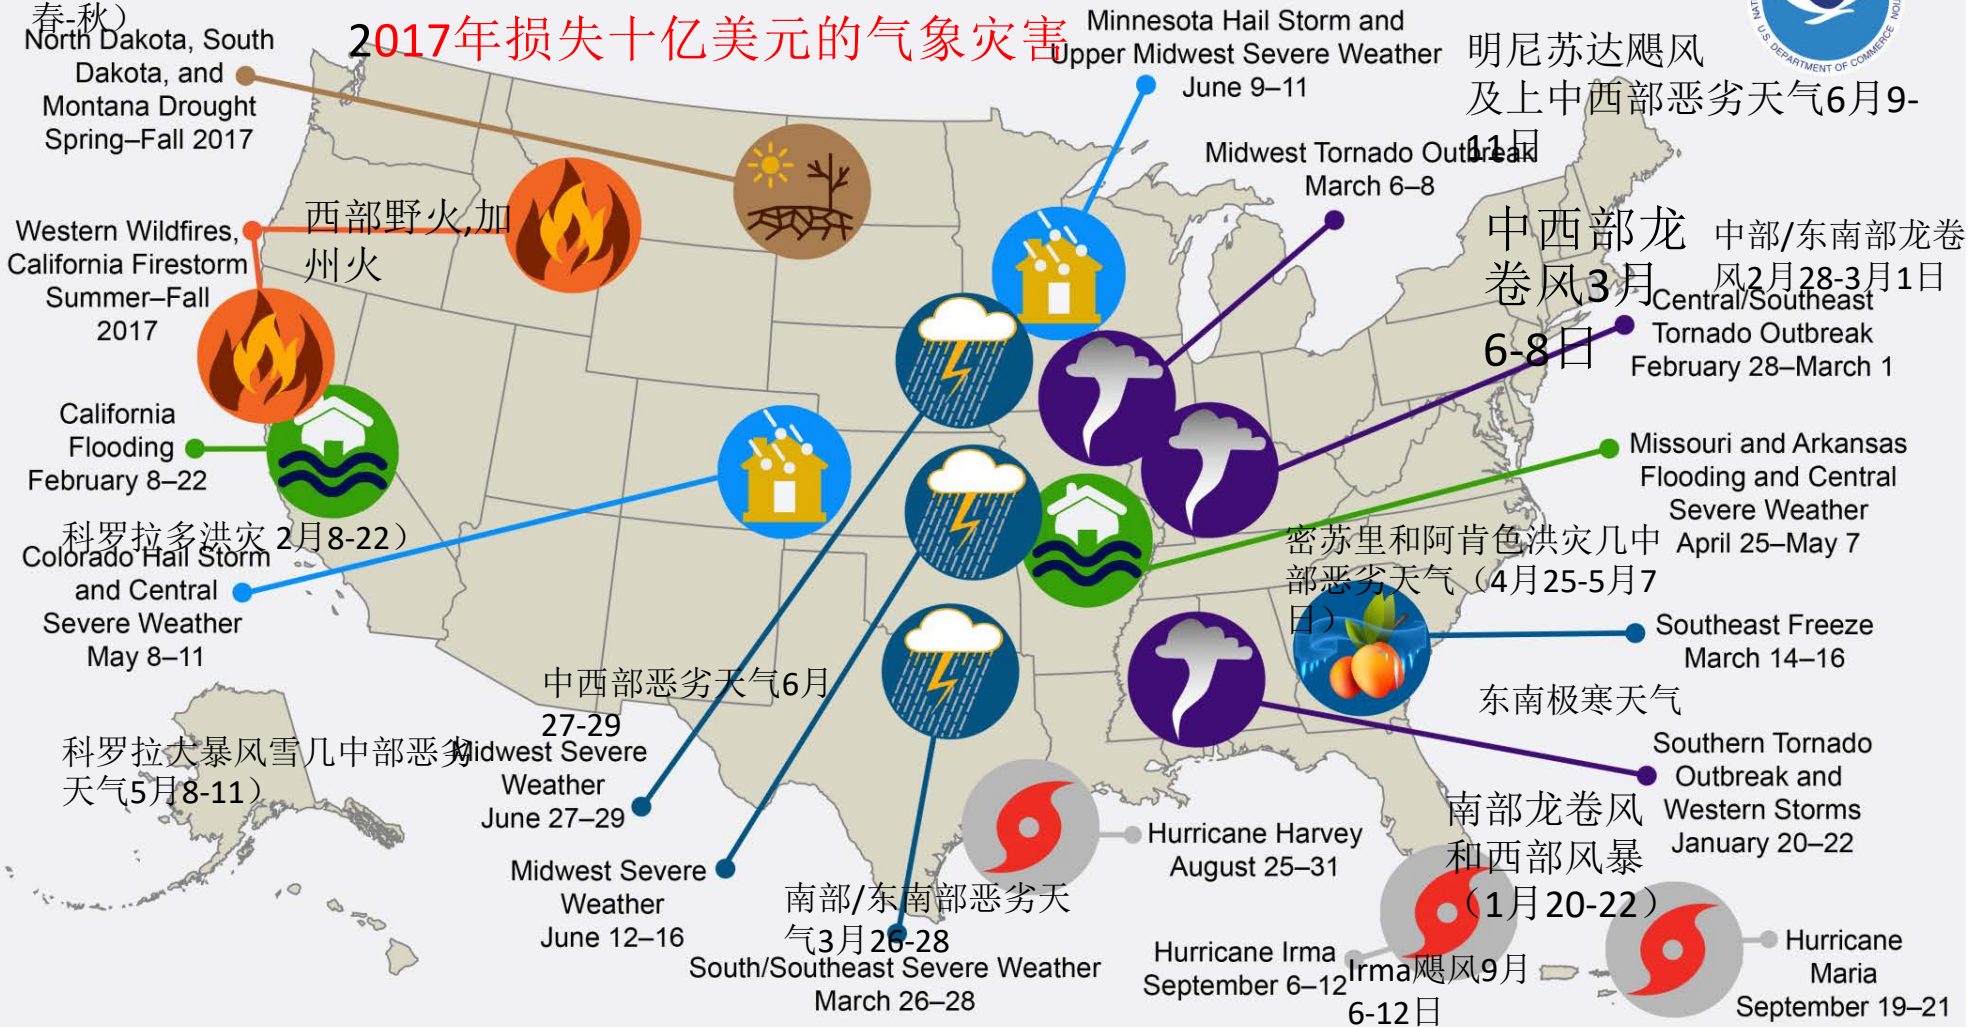 春-秋）
North Dakota, South
Dakota, and
Montana Drought
Spring–Fall 2017
2017年损失十亿美元的气象灾害
Minnesota Hail Storm and
Upper Midwest Severe Weather
June 9–11
明尼苏达飓风
及上中西部恶劣天气6月9-
11日
U.S. DEPARTMENT OF COMMERCE
Midwest Tornado Outbreak
March 6–8
Western Wildfires,
California Firestorm
Summer–Fall
2017
西部野火,加
州火
中西部龙
卷风3月
6-8日
中部/东南部龙卷
风2月28-3月1日
Central/Southeast
Tornado Outbreak
February 28–March 1
California
Flooding
February 8–22
科罗拉多洪灾 2月8-22）
Colorado Hail Storm
and Central
Severe Weather
May 8–11
Missouri and Arkansas
Flooding and Central
Severe Weather
April 25–May 7
密苏里和阿肯色洪灾几中
部恶劣天气（4月25-5月7
日）
Southeast Freeze
March 14–16
东南极寒天气
科罗拉大暴风雪几中部恶劣
天气5月8-11）
中西部恶劣天气6月
27-29
Midwest Severe
Weather
June 27–29
Midwest Severe
Weather
June 12–16
南部/东南部恶劣天
气3月26-28
South/Southeast Severe Weather
March 26–28
Hurricane Harvey
August 25–31
Southern Tornado
Outbreak and
Western Storms
January 20–22
南部龙卷风
和西部风暴
（1月20-22）
Hurricane Irma
September 6–12
Irma飓风9月
6-12日
Hurricane
Maria
September 19–21